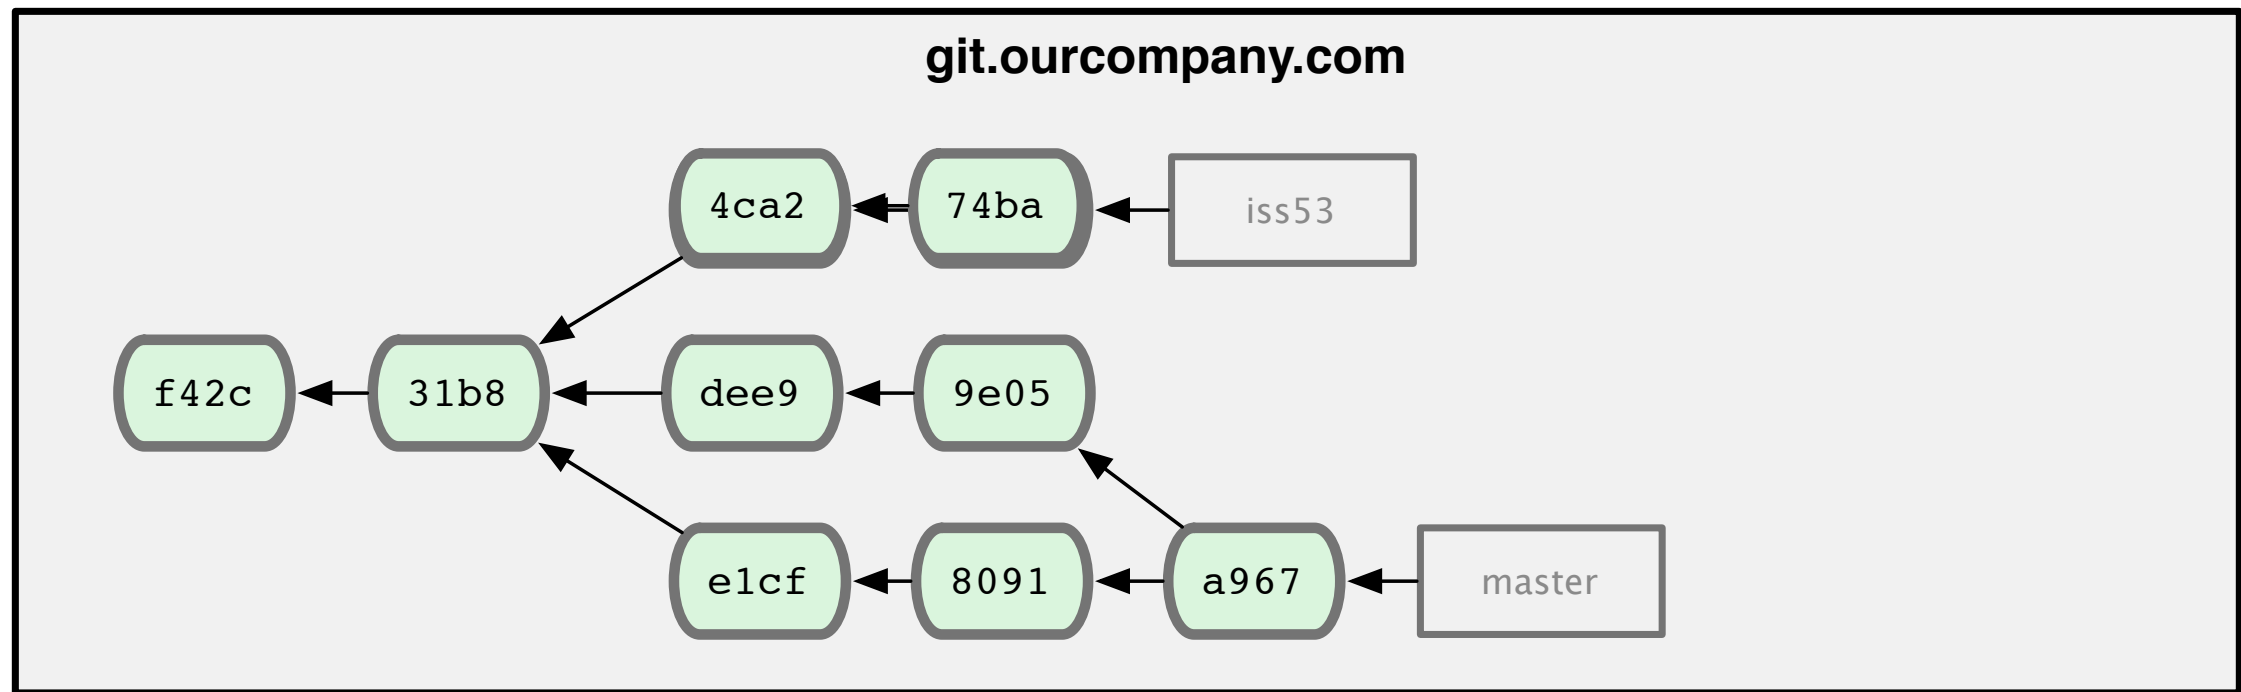 git.ourcompany.com
4ca2 74ba iss53
f42c 31b8 dee9 9e05
e1cf 8091 a967 master